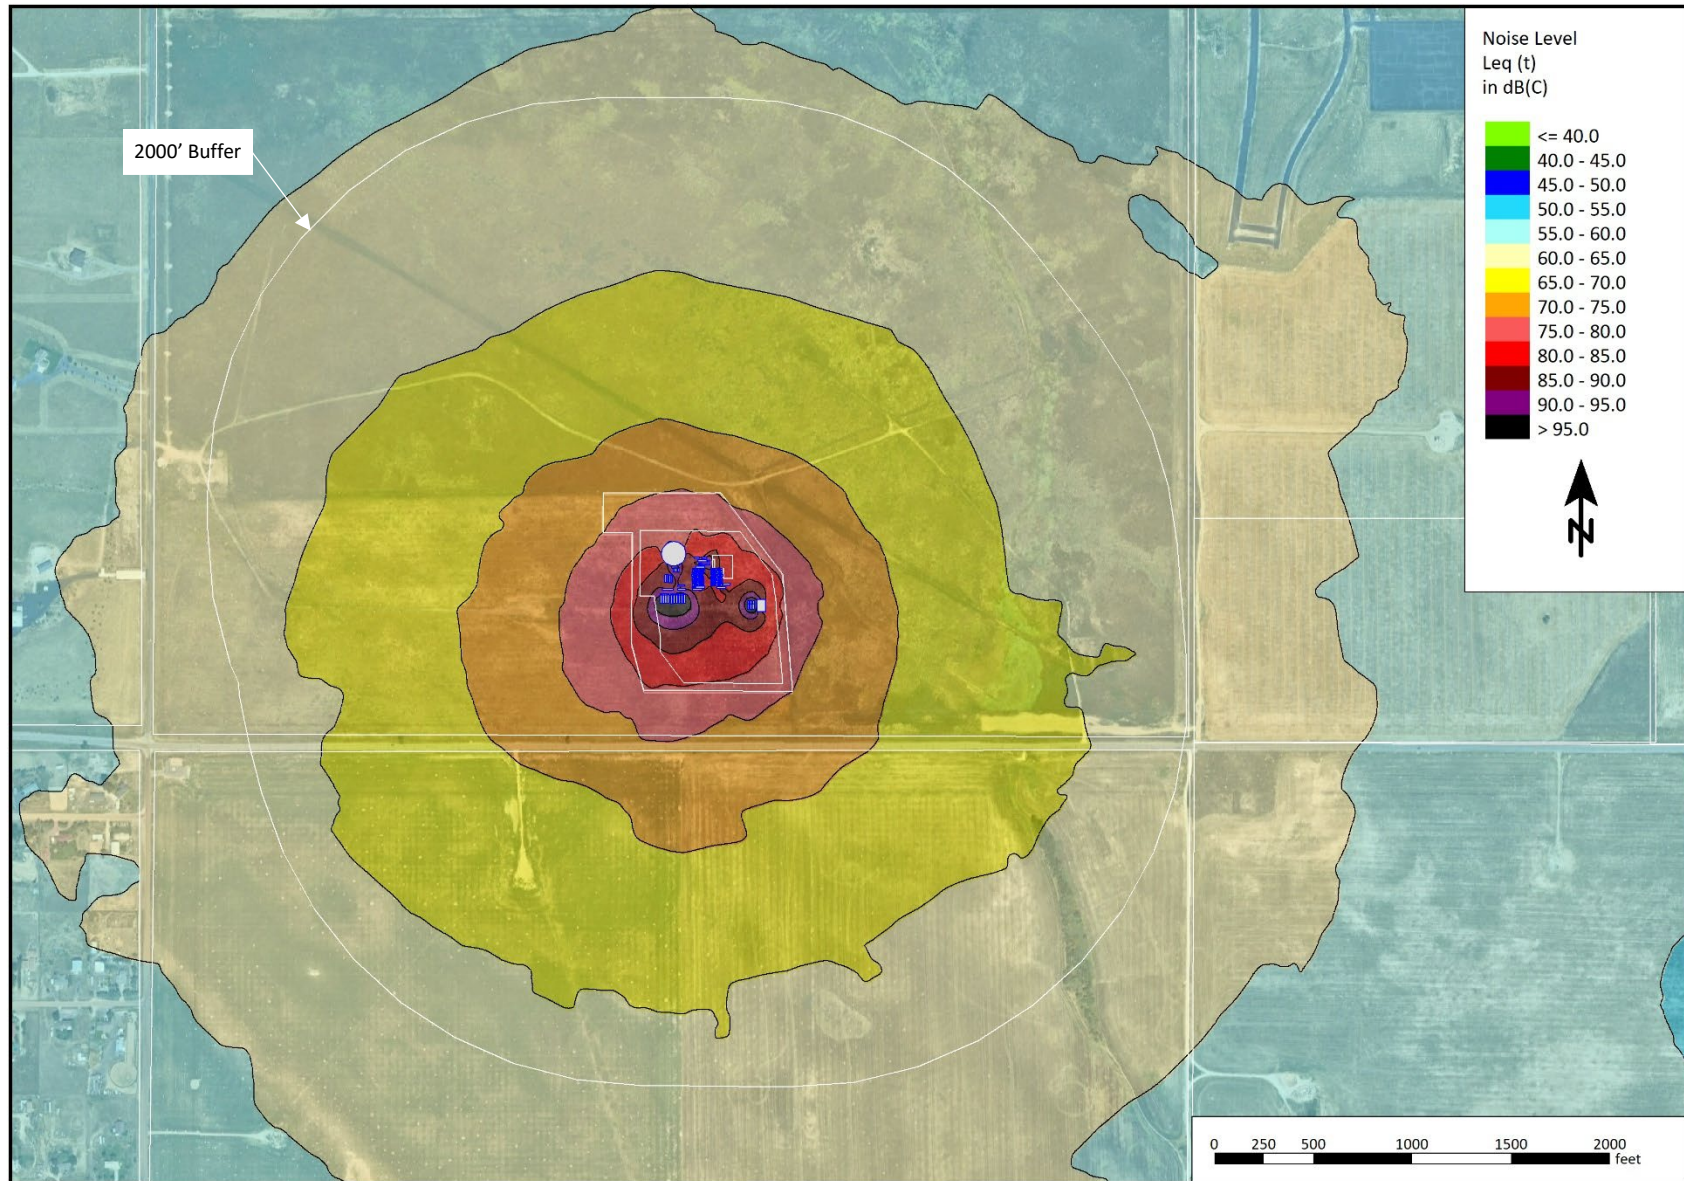 2000’ Buffer
Noise Level
Leq (t)
in dB(C)
<= 40.0
40.0 - 45.0
45.0 - 50.0
50.0 - 55.0
55.0 - 60.0
60.0 - 65.0
65.0 - 70.0
70.0 - 75.0
75.0 - 80.0
80.0 - 85.0
85.0 - 90.0
90.0 - 95.0
> 95.0
N
0 250 500 1000 1500 2000
feet